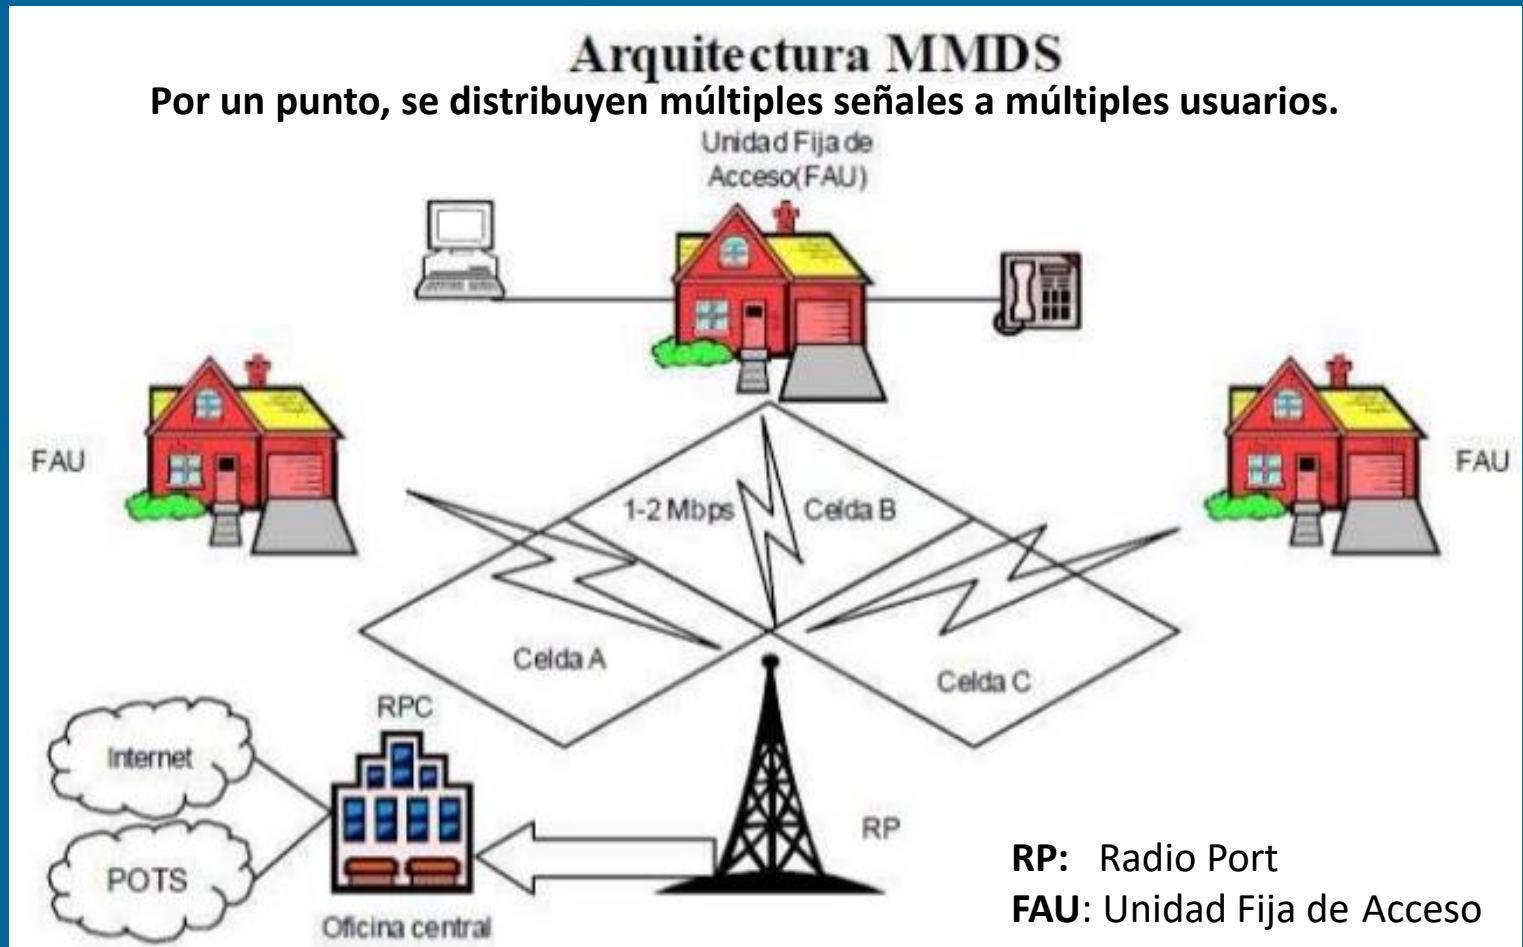 Arquitectura MMDS
Por un punto, se distribuyen múltiples señales a múltiples usuarios.
Unidad Fija de
Acceso(FAU)
FAU
FAU
1-2 Mbps
Celda B
Celda A
Celda C
RPC
Internet
POTS
Oficina central
RP
RP: Radio Port
FAU: Unidad Fija de Acceso